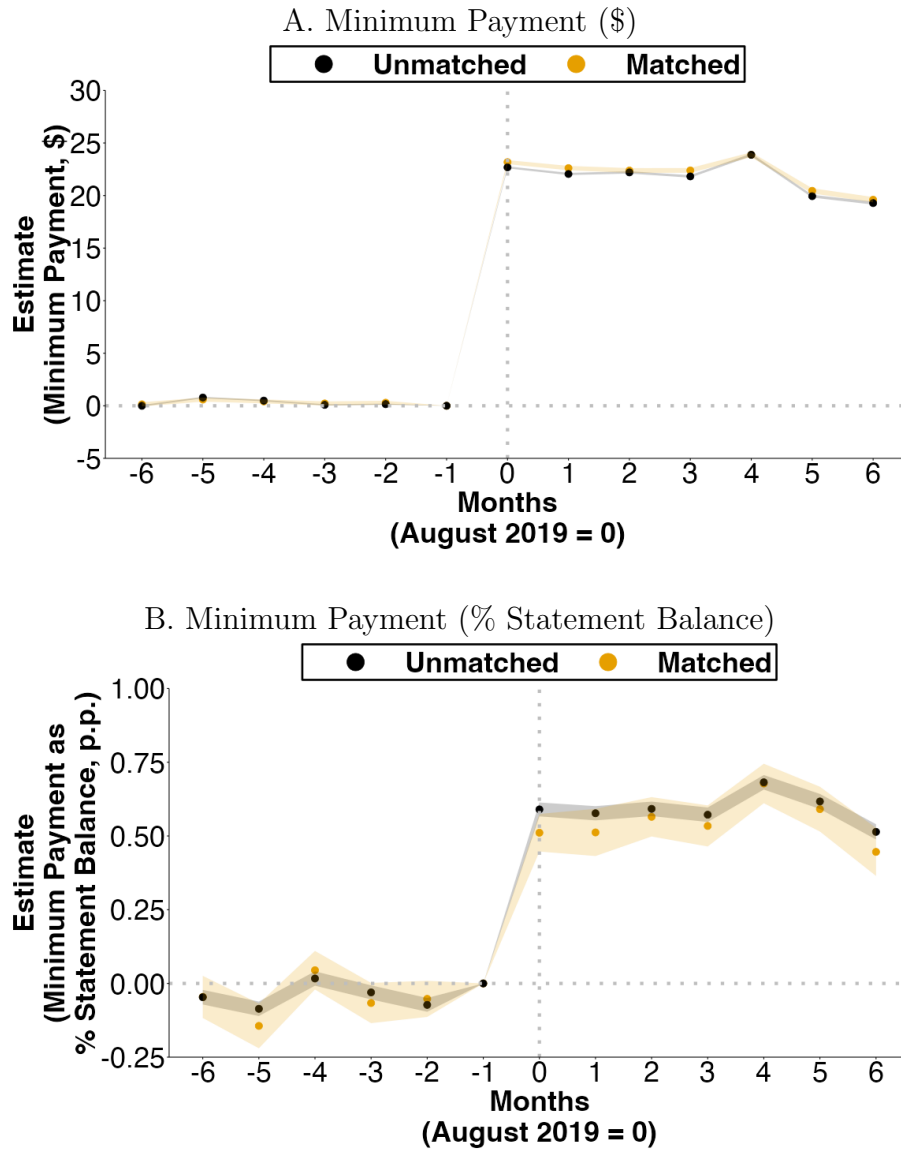 A. Minimum Payment ($)
Unmatched Matched
Estimate
(Minimum Payment, $)
30
25
20
15
10
5
0
-5
-6 -5 -4 -3 -2 -1 0 1 2 3 4 5 6
Months
(August 2019 = 0)
B. Minimum Payment (% Statement Balance)
Unmatched Matched
Estimate
(Minimum Payment as
% Statement Balance, p.p.)
1.00
0.75
0.50
0.25
0.00
-0.25
-6 -5 -4 -3 -2 -1 0 1 2 3 4 5 6
Months
(August 2019 = 0)